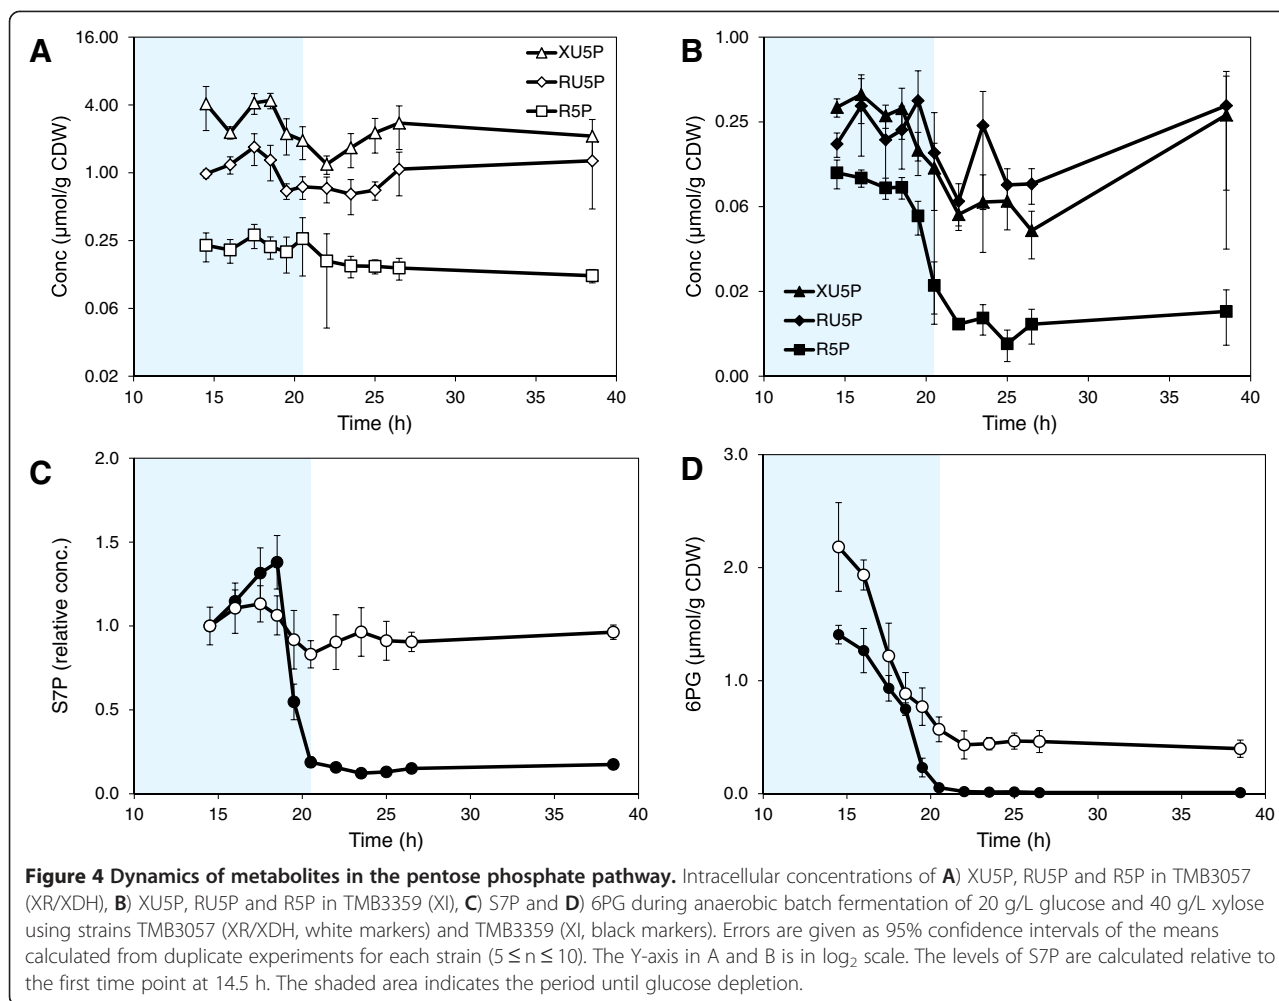 A
16.00
4.00
1.00
0.25
0.06
0.02
Conc (µmol/g CDW)
XU5P
RU5P
R5P
10 15 20 25 30 35 40
Time (h)
B
1.00
0.25
0.06
0.02
0.00
Conc (µmol/g CDW)
XU5P
RU5P
R5P
10 15 20 25 30 35 40
Time (h)
C
2.0
1.5
1.0
0.5
0.0
S7P (relative conc.)
10 15 20 25 30 35 40
Time (h)
D
3.0
2.0
1.0
0.0
6PG (µmol/g CDW)
10 15 20 25 30 35 40
Time (h)
Figure 4 Dynamics of metabolites in the pentose phosphate pathway. Intracellular concentrations of A) XU5P, RU5P and R5P in TMB3057
(XR/XDH), B) XU5P, RU5P and R5P in TMB3359 (XI), C) S7P and D) 6PG during anaerobic batch fermentation of 20 g/L glucose and 40 g/L xylose
using strains TMB3057 (XR/XDH, white markers) and TMB3359 (XI, black markers). Errors are given as 95% confidence intervals of the means
calculated from duplicate experiments for each strain (5 ≤ n ≤ 10). The Y-axis in A and B is in log₂ scale. The levels of S7P are calculated relative to
the first time point at 14.5 h. The shaded area indicates the period until glucose depletion.